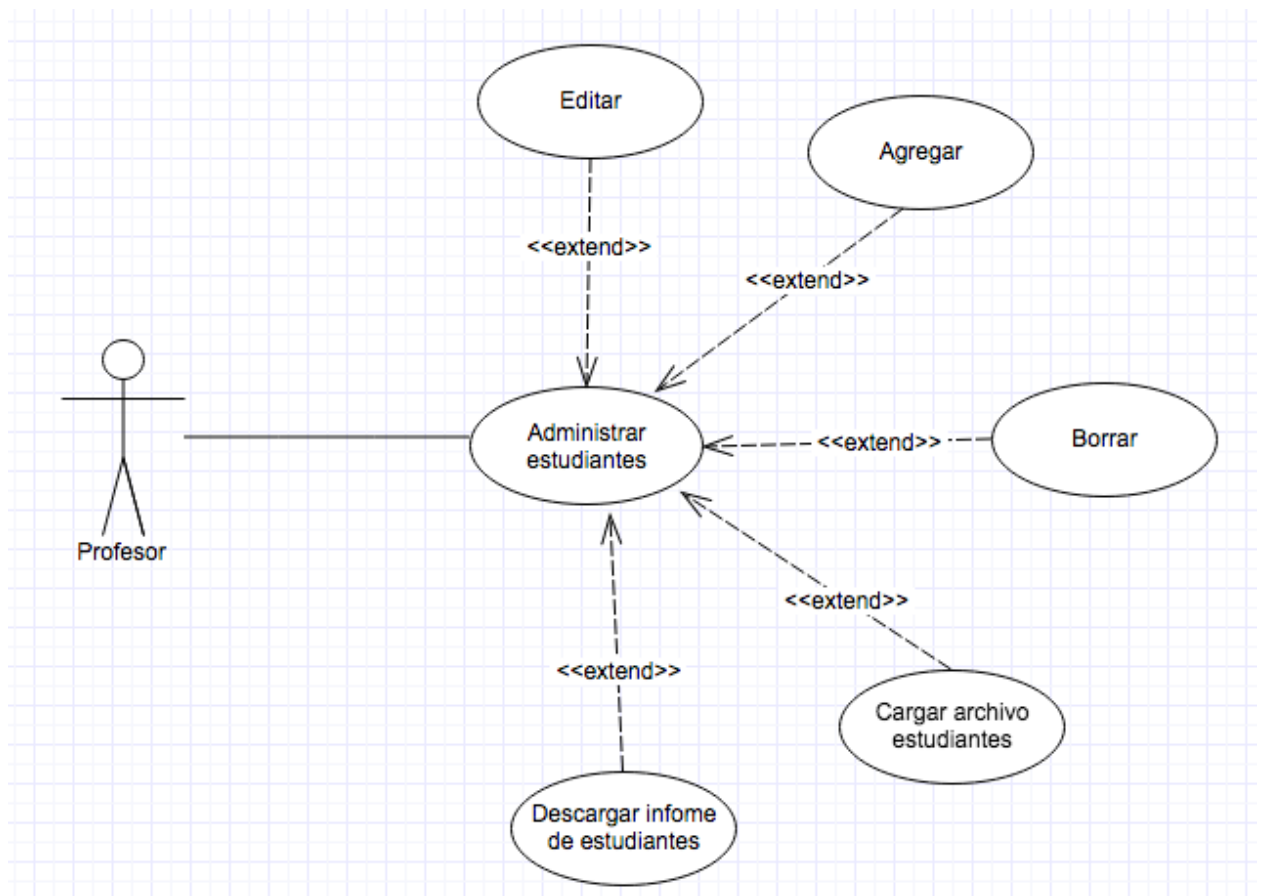 Editar
Agregar
<<extend>>
<<extend>>
Administrar
estudiantes
<<extend>>
Borrar
Profesor
<<extend>>
<<extend>>
Cargar archivo
estudiantes
Descargar infome
de estudiantes